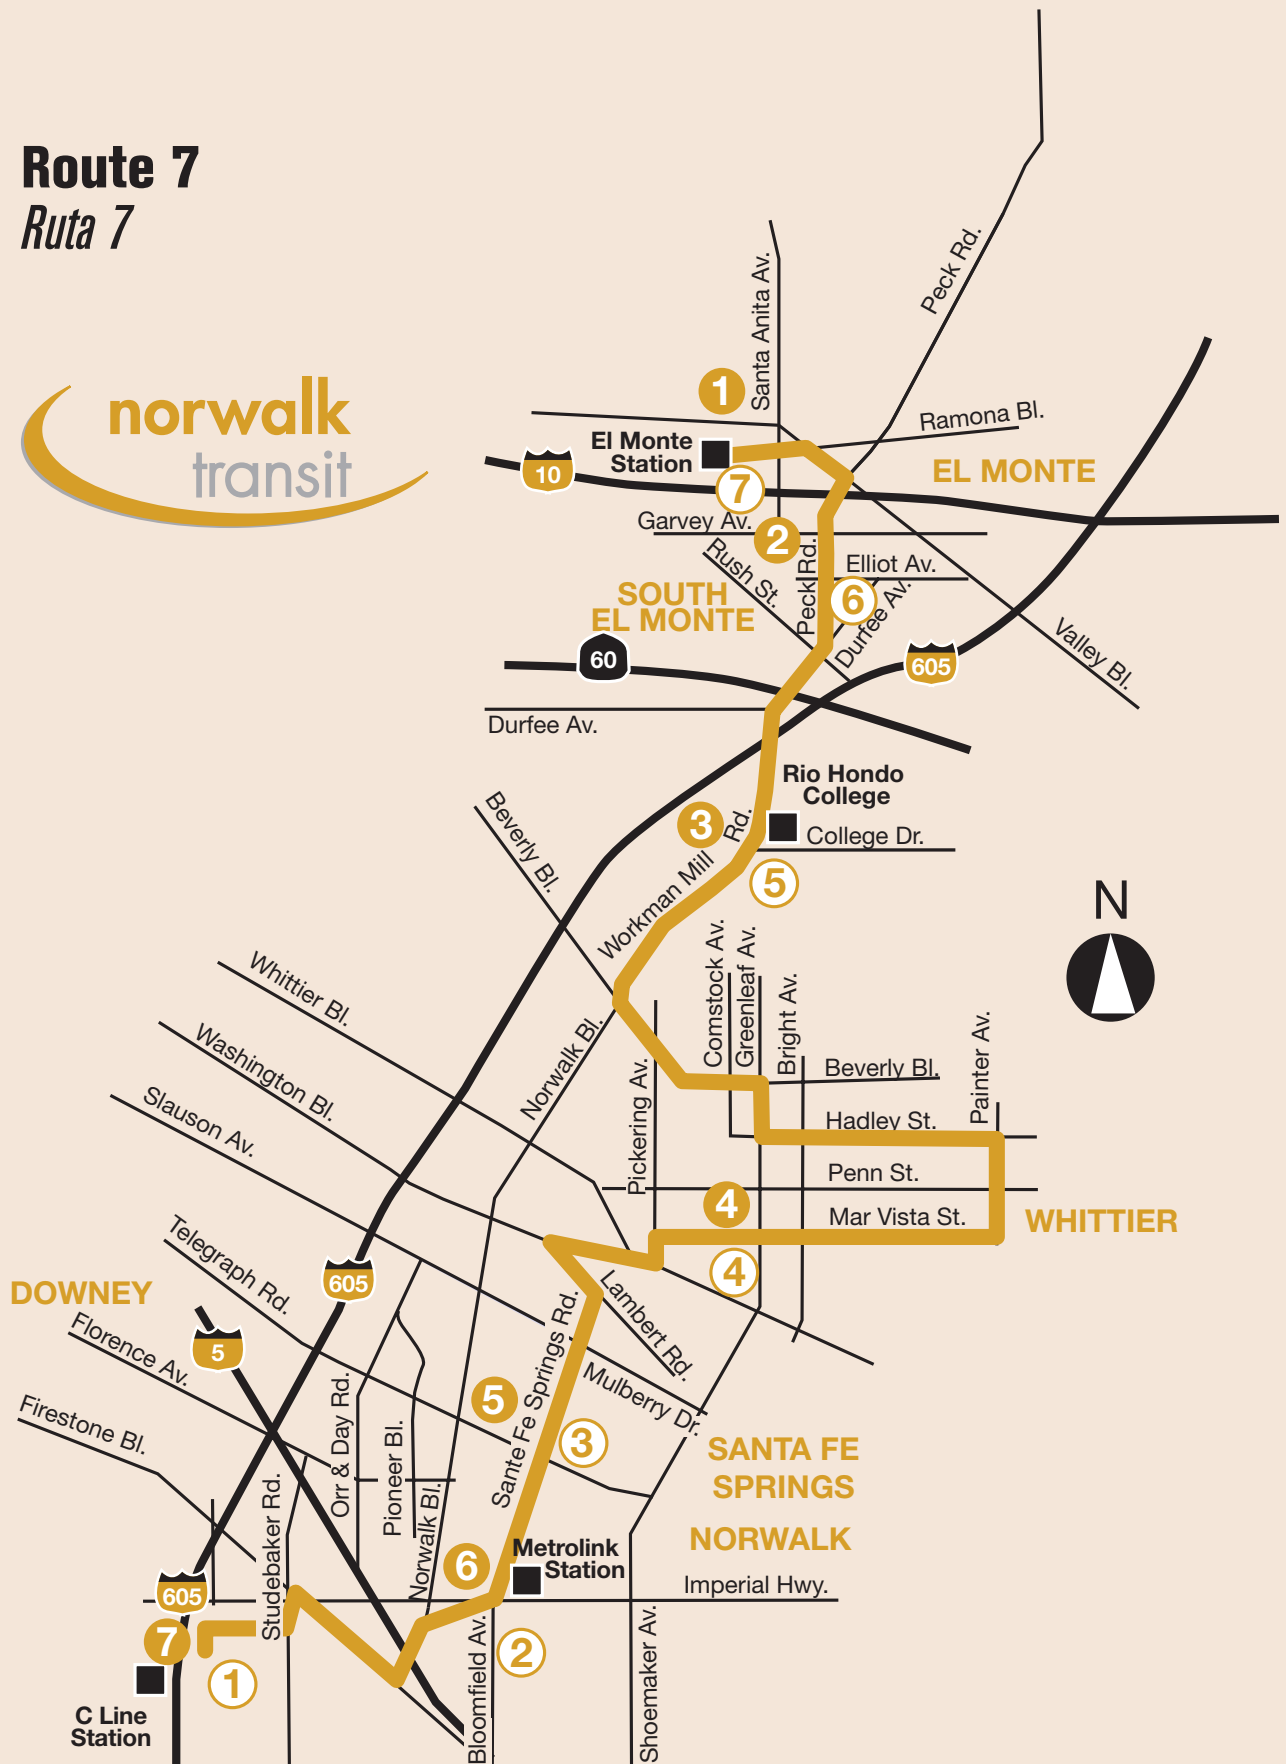 Route 7
Ruta 7
norwalk
transit
Santa Anita Av.
Peck Rd.
1
Ramona Bl.
El Monte
Station
10
7
EL MONTE
Garvey Av.
2
Rush St.
Peck Rd.
Elliot Av.
SOUTH
EL MONTE
6
Durfee Av.
Valley Bl.
60
605
Durfee Av.
Rio Hondo
College
Beverly Bl.
3
Workman Mill Rd.
College Dr.
5
N
Whittier Bl.
Comstock Av.
Greenleaf Av.
Bright Av.
Painter Av.
Washington Bl.
Norwalk Bl.
Pickering Av.
Beverly Bl.
Slauson Av.
Hadley St.
Penn St.
4
Mar Vista St.
WHITTIER
Telegraph Rd.
605
4
DOWNEY
Lambert Rd.
Florence Av.
5
Sante Fe Springs Rd.
Mulberry Dr.
Firestone Bl.
Orr & Day Rd.
5
3
Pioneer Bl.
SANTA FE
SPRINGS
Studebaker Rd.
Norwalk Bl.
NORWALK
6
Metrolink
Station
Imperial Hwy.
605
7
1
2
Bloomfield Av.
Shoemaker Av.
C Line
Station